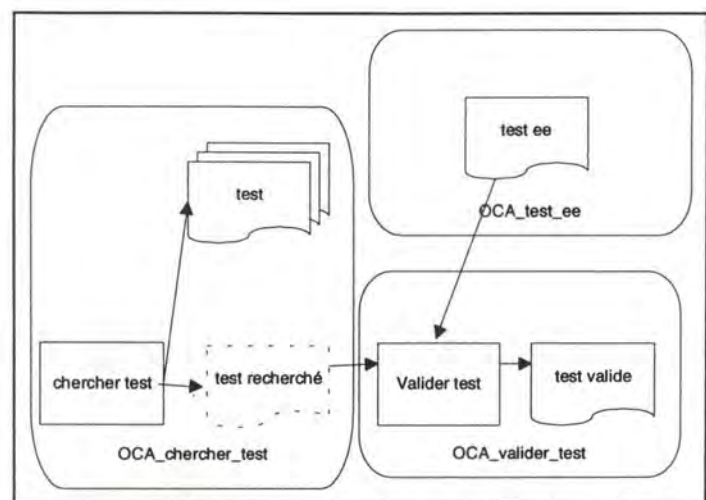 test ee
OCA_test_ee
test
chercher test
test recherché
Valider test
test valide
OCA_chercher_test
OCA_valider_test